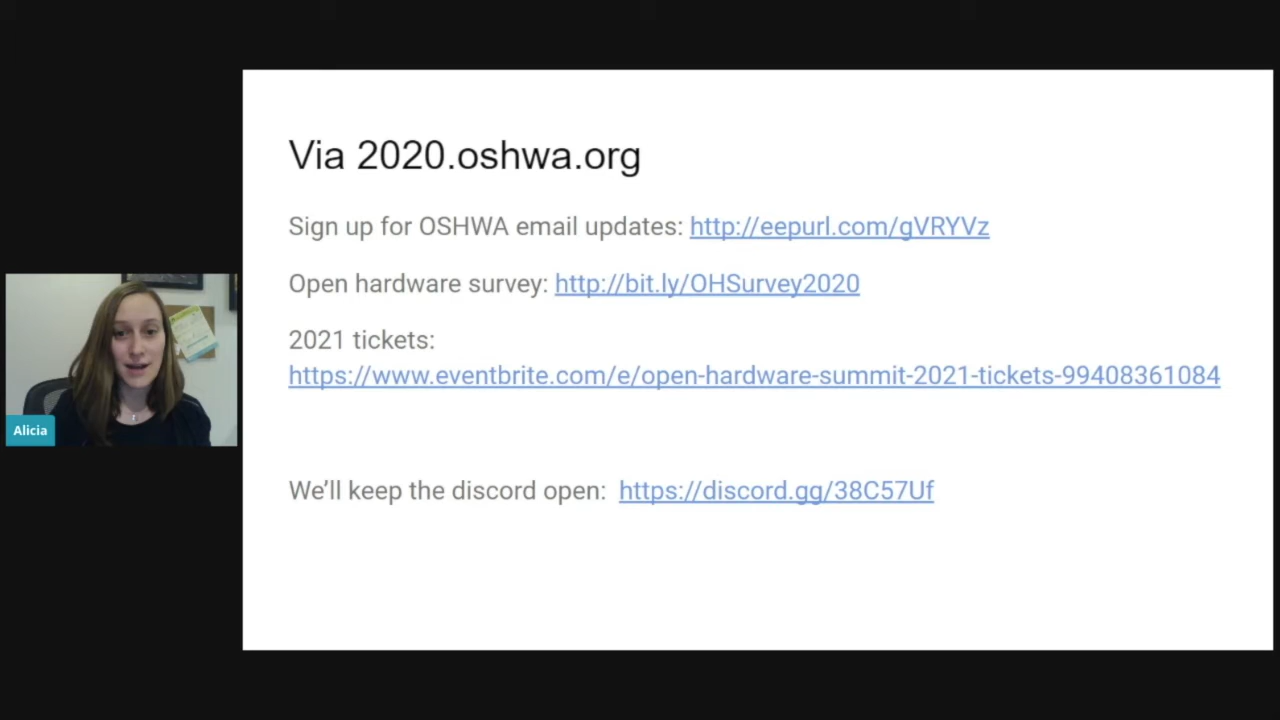 Via 2020.oshwa.org
Sign up for OSHWA email updates: http://eepurl.com/gVRYVz
Open hardware survey: http://bit.ly/OHSurvey2020
2021 tickets:
https://www.eventbrite.com/e/open-hardware-summit-2021-tickets-99408361084
Alicia
We’ll keep the discord open: https://discord.gg/38C57Uf